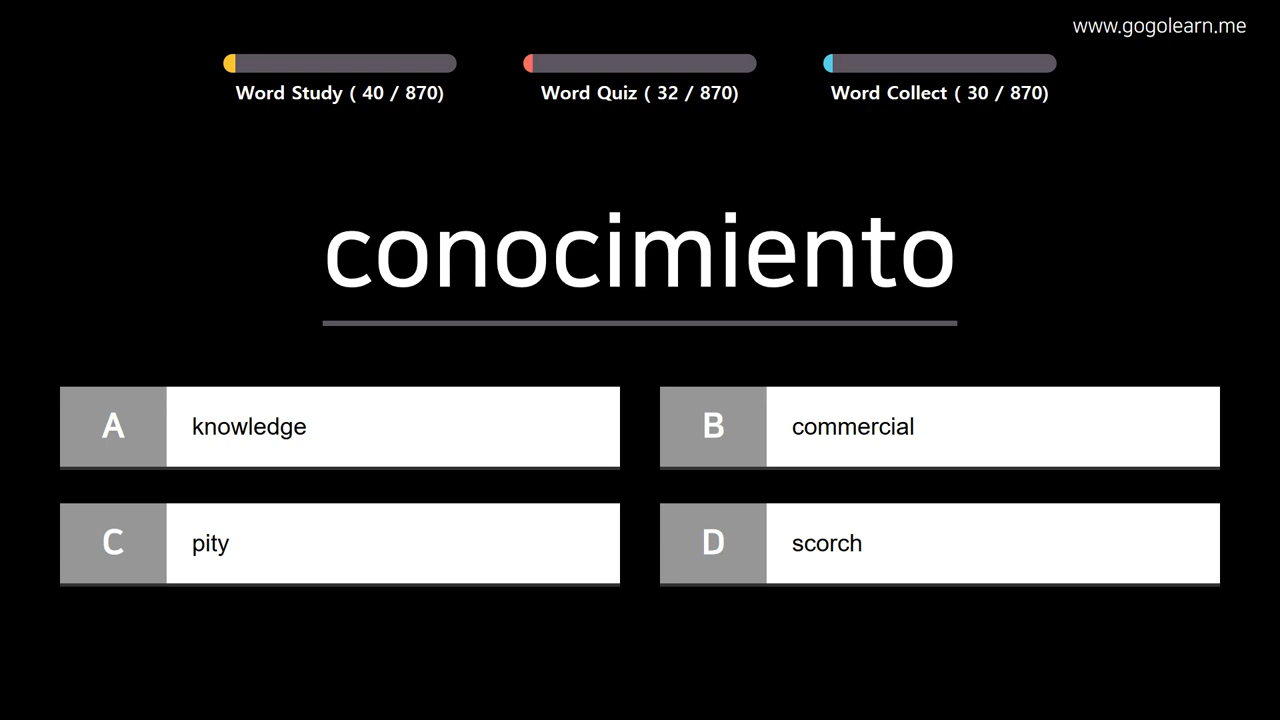 www.gogolearn.me
Word Study ( 40 / 870)
Word Quiz ( 32 / 870)
Word Collect ( 30 / 870)
conocimiento
A knowledge
B commercial
C pity
D scorch